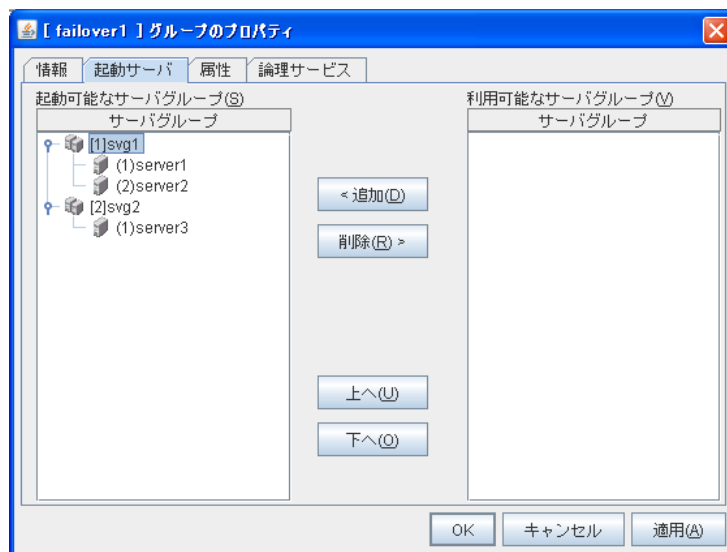 [ failover1 ]グループのプロパティ
情報 起動サーバ 属性 論理サービス
起動可能なサーバグループ(S) 利用可能なサーバグループ(V)
サーバグループ サーバグループ
[1]svg1
(1)server1
(2)server2
[2]svg2
(1)server3
< 追加(D)
削除(R) >
上へ(U)
下へ(O)
OK キャンセル 適用(A)